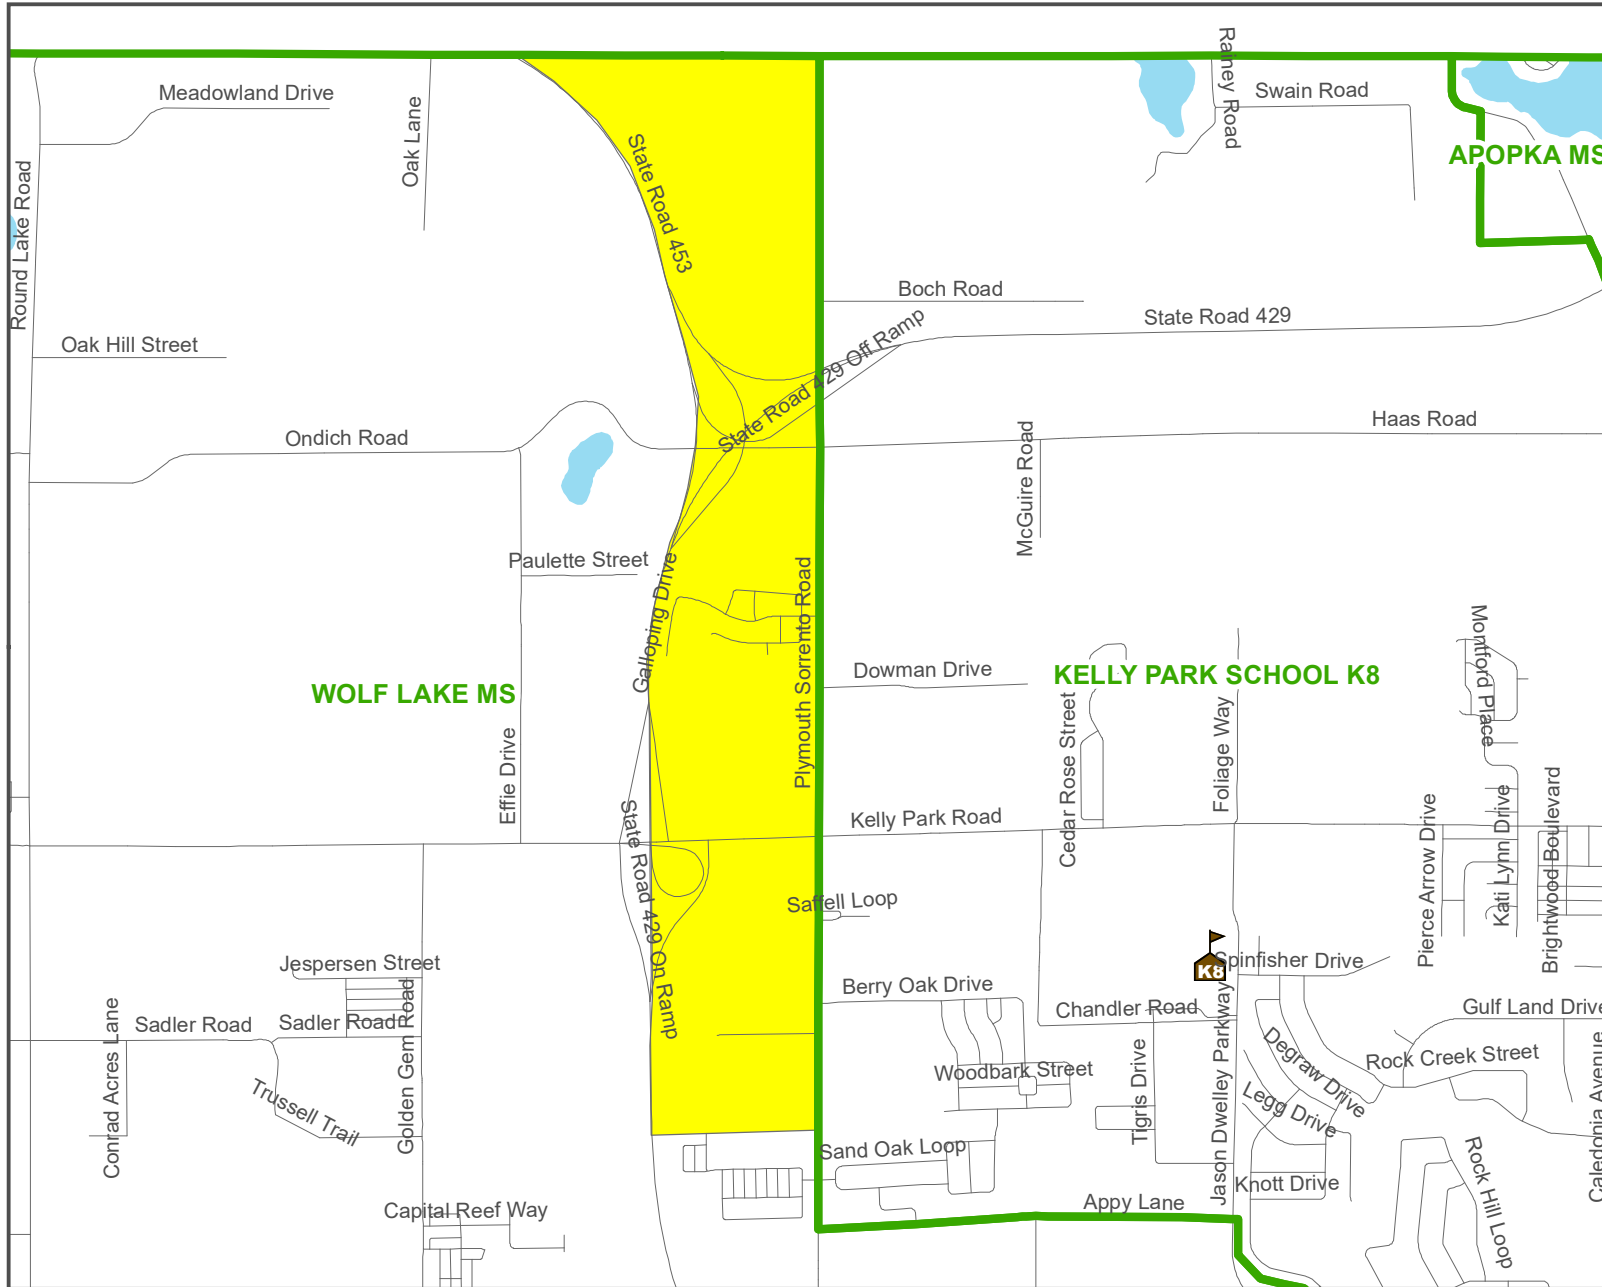 Rainey Road
Meadowland Drive
Swain Road
Oak Lane
State Road 453
APOPKA MS
Round Lake Road
Boch Road
State Road 429
Oak Hill Street
State Road 429 Off Ramp
Ondich Road
Haas Road
McGuire Road
Paulette Street
Galloping Drive
Plymouth Sorrento Road
Dowman Drive
KELLY PARK SCHOOL K8
Montford Place
WOLF LAKE MS
Cedar Rose Street
Foliage Way
Effie Drive
Kelly Park Road
Pierce Arrow Drive
Kati Lynn Drive
Brightwood Boulevard
State Road 429 On Ramp
Saffell Loop
Jespersen Street
K8
Spinfisher Drive
Berry Oak Drive
Chandler Road
Gulf Land Drive
Sadler Road
Sadler Road
Conrad Acres Lane
Golden Gem Road
Degraw Drive
Rock Creek Street
Woodbark Street
Tigris Drive
Jason Dwelley Parkway
Legg Drive
Caledonia Avenue
Trussell Trail
Sand Oak Loop
Knott Drive
Rock Hill Loop
Appy Lane
Capital Reef Way